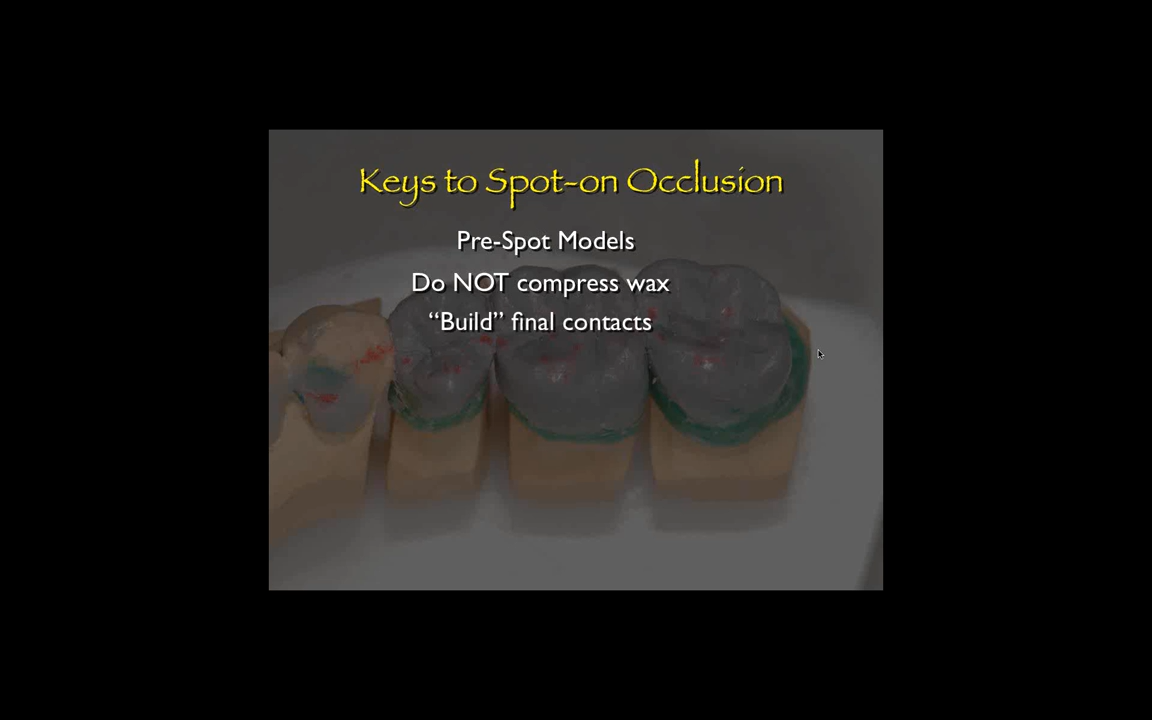 Keys to Spot-on Occlusion
Pre-Spot Models
Do NOT compress wax
“Build” final contacts